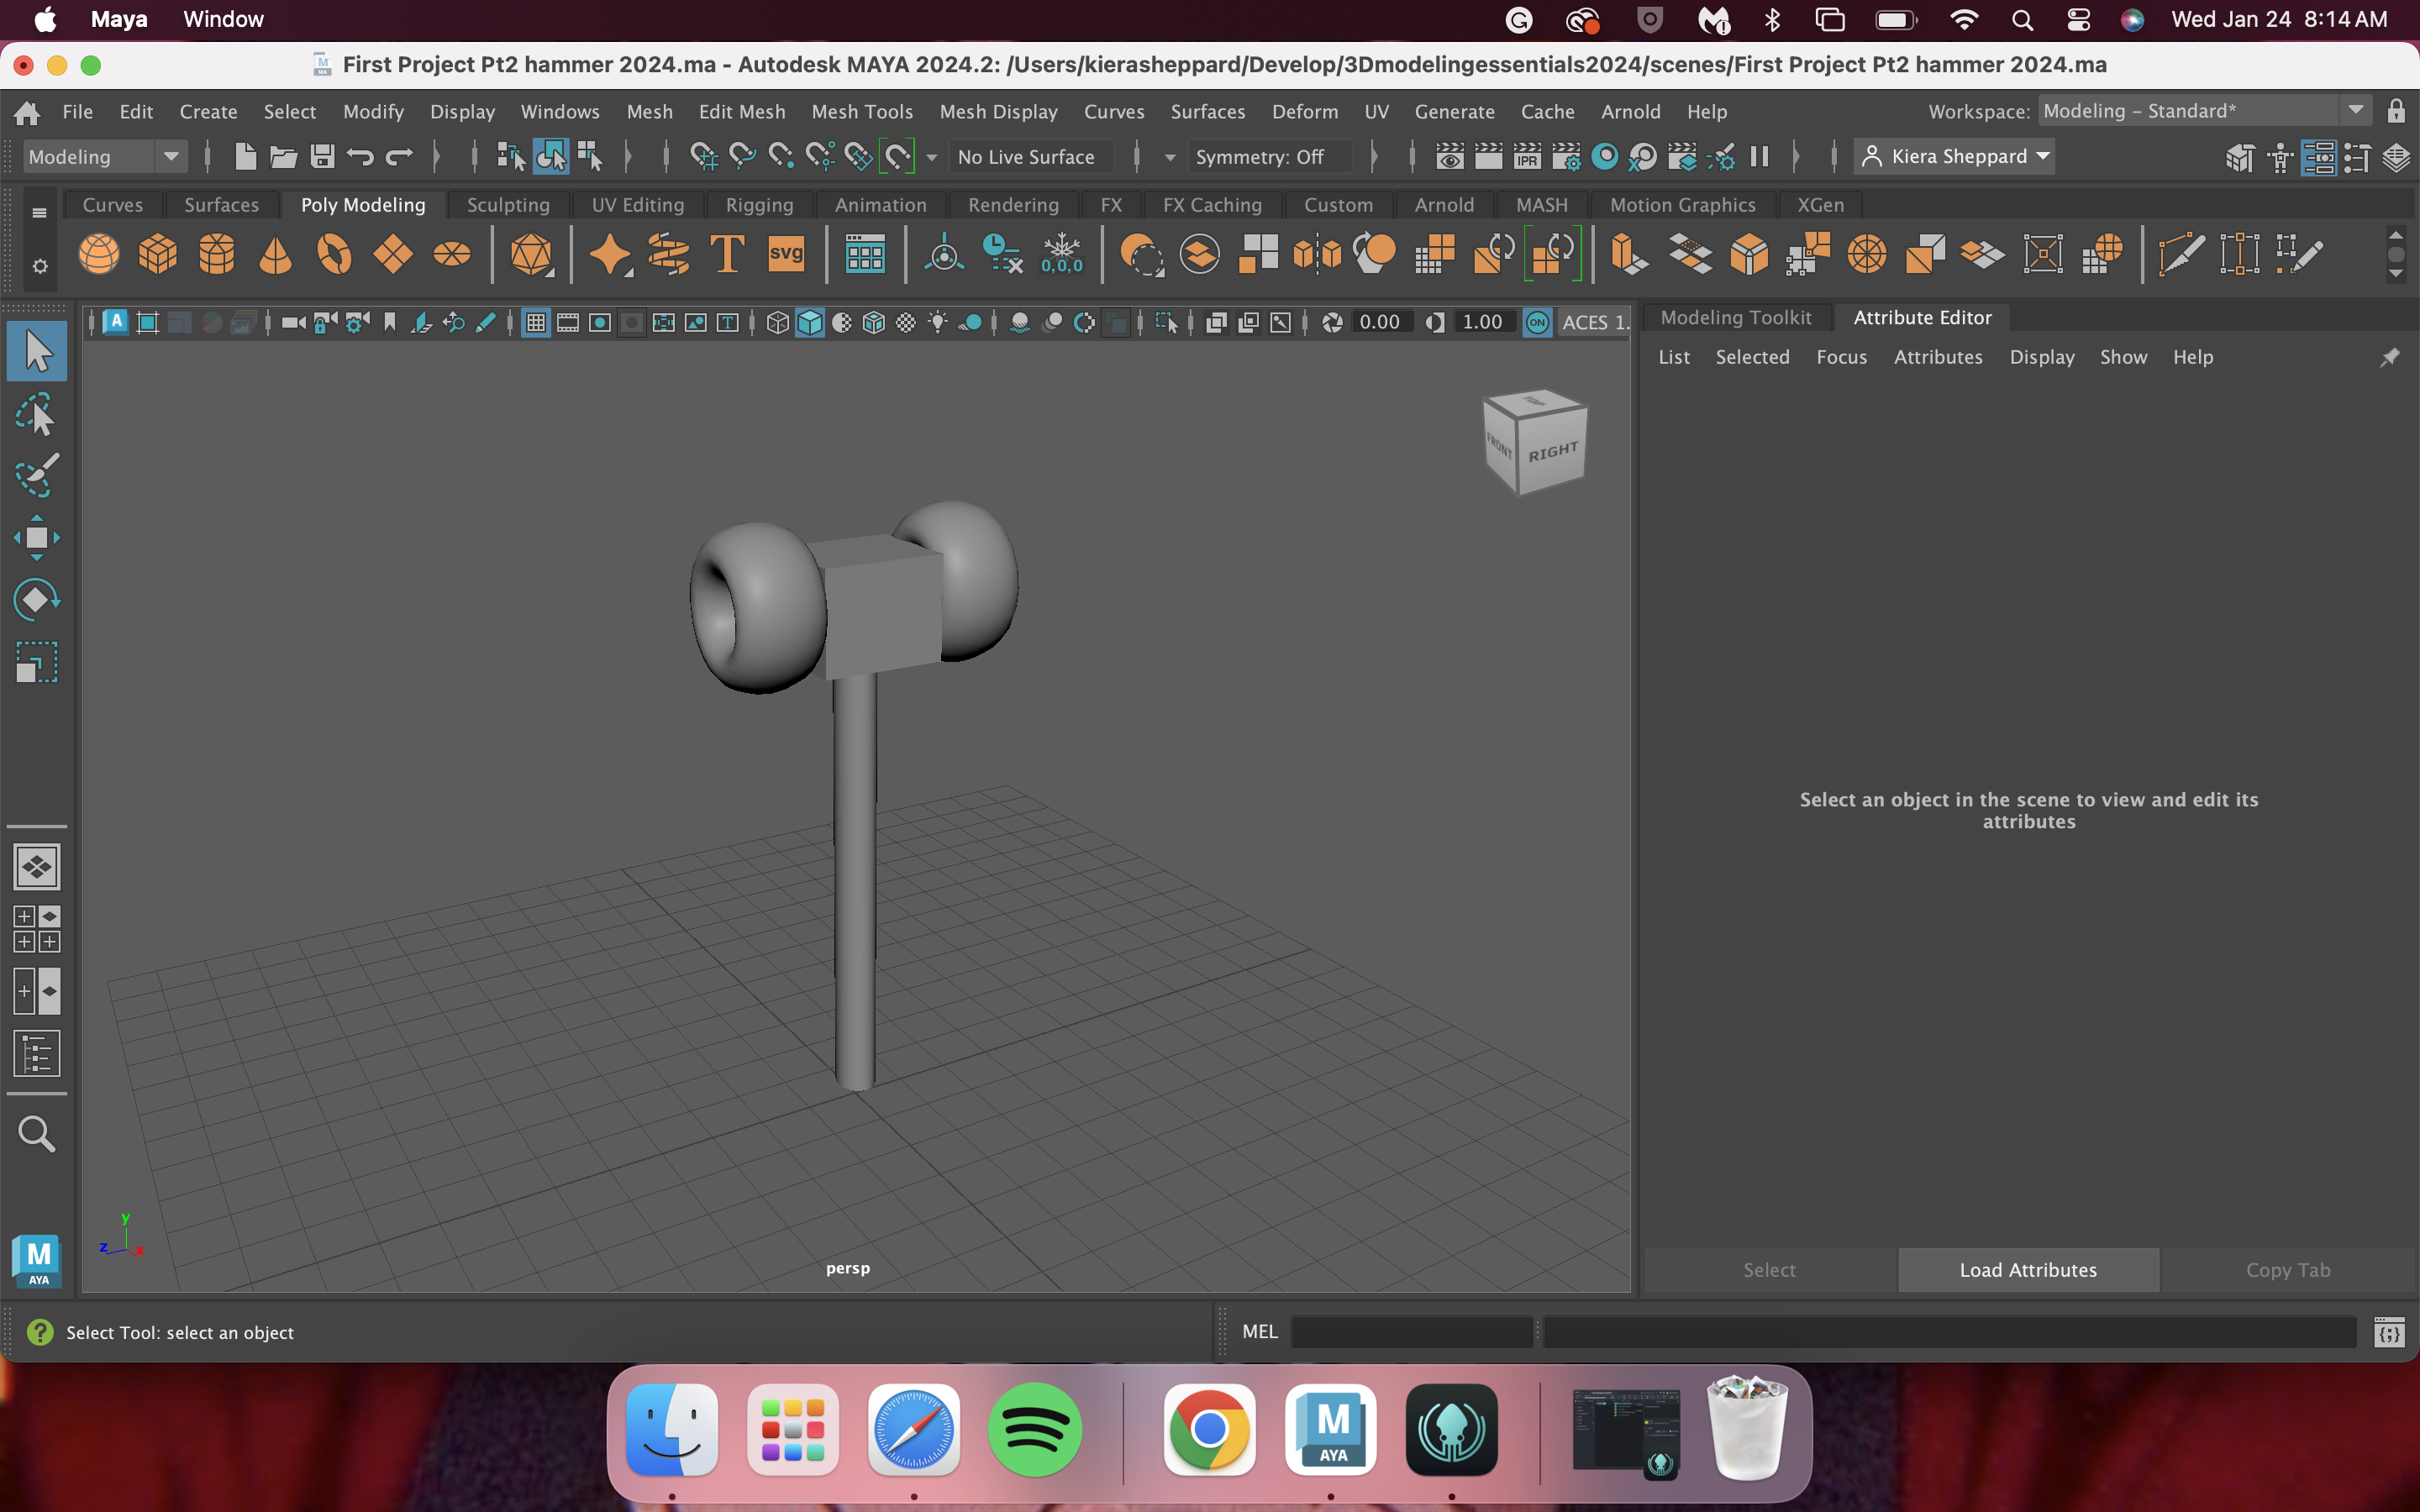 Maya Window Wed Jan 24 8:14 AM
First Project Pt2 hammer 2024.ma - Autodesk MAYA 2024.2: /Users/kierasheppard/Develop/3Dmodelingessentials2024/scenes/First Project Pt2 hammer 2024.ma
File Edit Create Select Modify Display Windows Mesh Edit Mesh Mesh Tools Mesh Display Curves Surfaces Deform UV Generate Cache Arnold Help Workspace: Modeling - Standard*
Modeling No Live Surface Symmetry: Off IPR Kiera Sheppard
Curves Surfaces Poly Modeling Sculpting UV Editing Rigging Animation Rendering FX FX Caching Custom Arnold MASH Motion Graphics XGen
T svg 0,0,0
A T 0.00 1.00 ON ACES 1.
Modeling Toolkit Attribute Editor
List Selected Focus Attributes Display Show Help
TOP
FRONT RIGHT
Select an object in the scene to view and edit its
attributes
y
z x
persp
M
AYA
Select Load Attributes Copy Tab
? Select Tool: select an object MEL
M
AYA